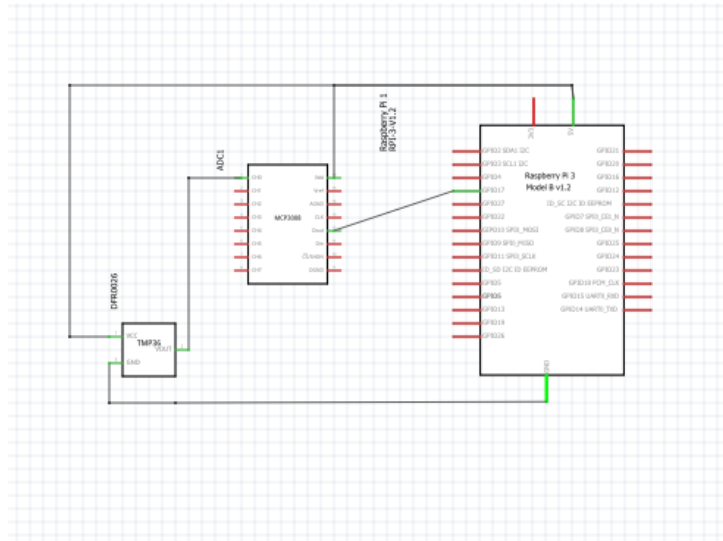 Raspberry Pi 1
RPI-3-V1.2
ADC1
MCP3008
CH0
CH1
CH2
CH3
CH4
CH5
CH6
CH7
Vref
AGND
CLK
Dout
Din
CS/SHDN
DGND
DFR0026
TMP36
VCC
VOUT
GND
3V3
5V
Raspberry Pi 3
Model B v1.2
GPIO2 SDA1 I2C
GPIO3 SCL1 I2C
GPIO4
GPIO17
GPIO27
GPIO22
GPIO10 SPI0_MOSI
GPIO9 SPI0_MISO
GPIO11 SPI0_SCLK
ID_SD I2C ID EEPROM
GPIO5
GPIO6
GPIO13
GPIO19
GPIO26
GPIO21
GPIO20
GPIO16
GPIO12
ID_SC I2C ID EEPROM
GPIO7 SPI0_CE1_N
GPIO8 SPI0_CE0_N
GPIO25
GPIO24
GPIO23
GPIO18 PCM_CLK
GPIO15 UART0_RXD
GPIO14 UART0_TXD
GND